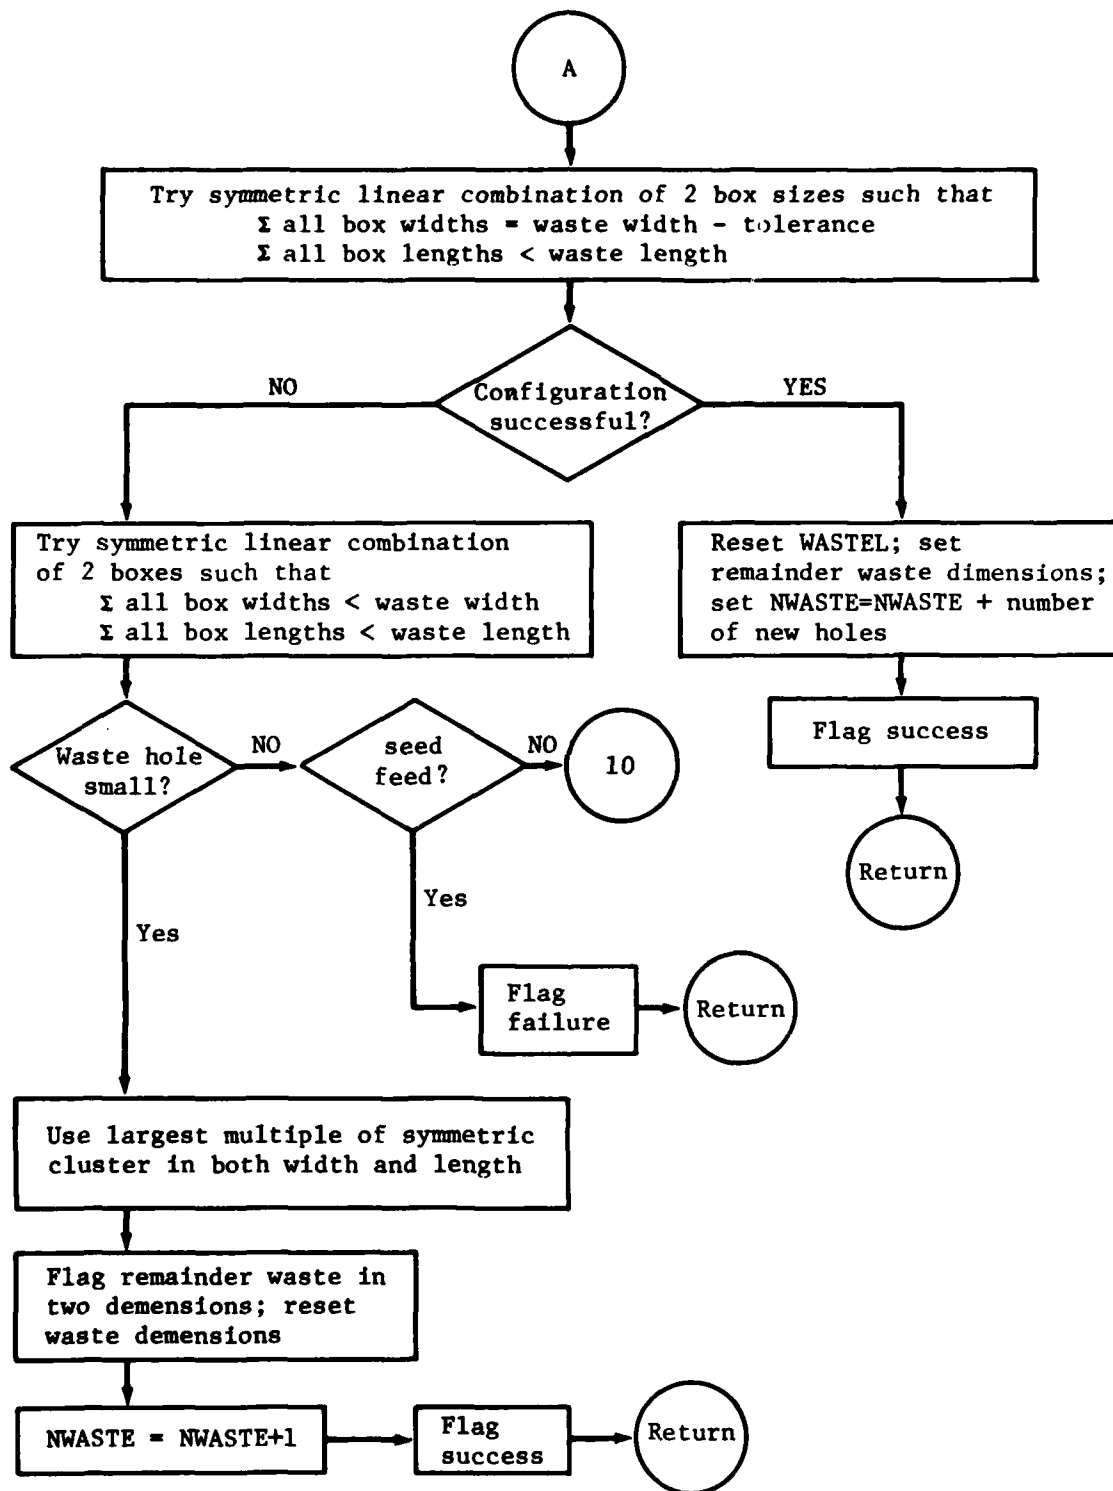 A
Try symmetric linear combination of 2 box sizes such that
Σ all box widths = waste width - tolerance
Σ all box lengths < waste length
Configuration
successful?
NO
YES
Try symmetric linear combination
of 2 boxes such that
Σ all box widths < waste width
Σ all box lengths < waste length
Reset WASTEL; set
remainder waste dimensions;
set NWASTE=NWASTE + number
of new holes
Flag success
Return
Waste hole
small?
NO
seed
feed?
NO
10
Yes
Yes
Flag
failure
Return
Use largest multiple of symmetric
cluster in both width and length
Flag remainder waste in
two demensions; reset
waste demensions
NWASTE = NWASTE+1
Flag
success
Return